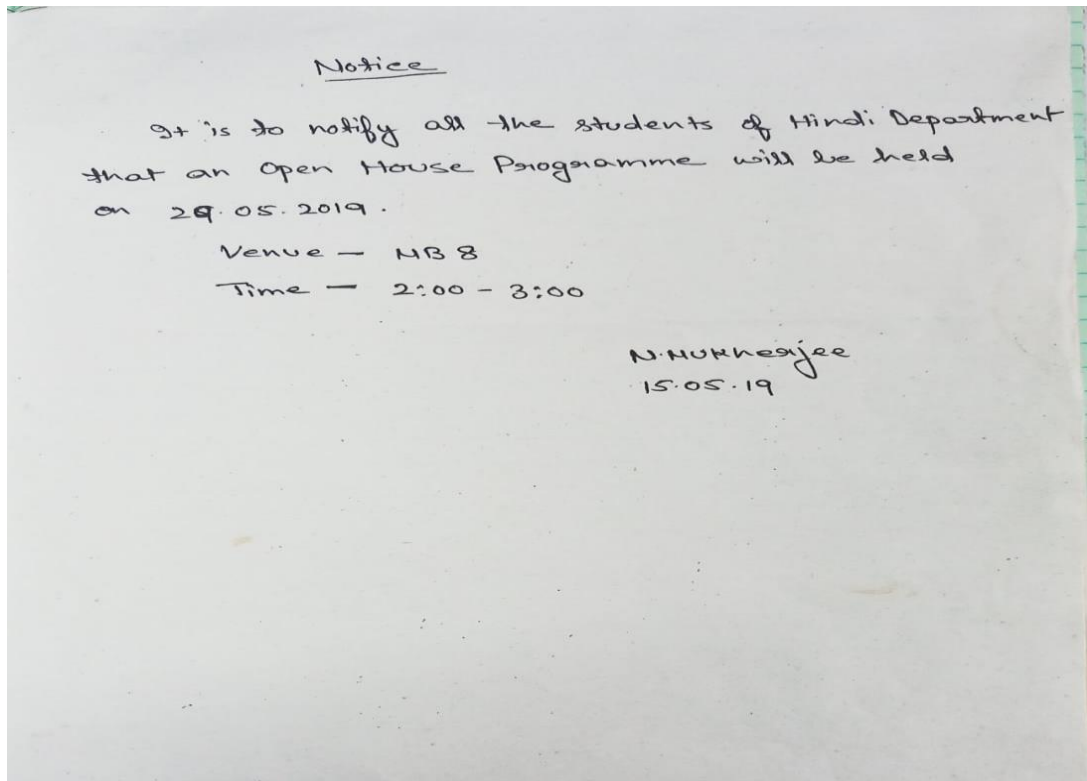 Notice
It is to notify all the students of Hindi Department
that an Open House Programme will be held
on 29.05.2019.
Venue — NB 8
Time — 2:00 - 3:00
N. Mukherjee
15.05.19